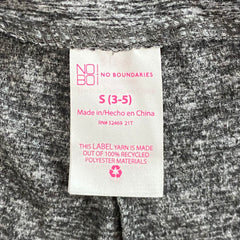 NO
BO
NO BOUNDARIES
S (3-5)
Made in/Hecho en China
RN# 52469 21T
THIS LABEL YARN IS MADE
OUT OF 100% RECYCLED
POLYESTER MATERIALS